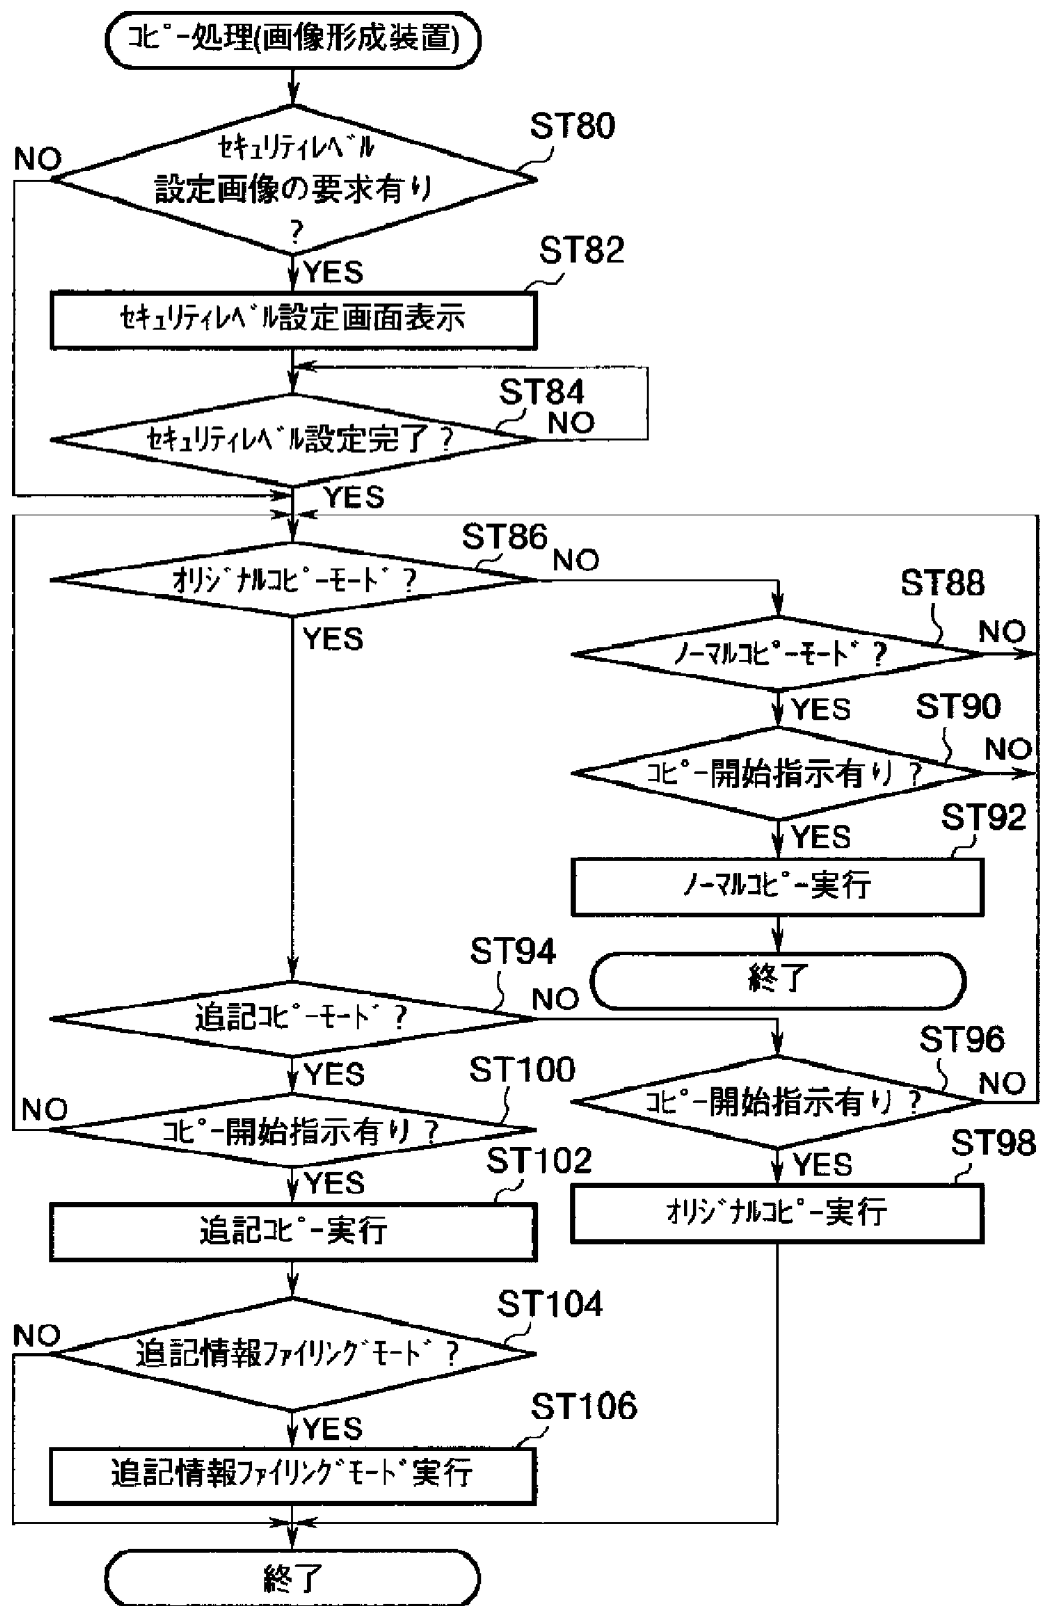 ｺﾋﾟｰ処理(画像形成装置)
ST80
NO
ｾｷｭﾘﾃｨﾚﾍﾞﾙ
設定画像の要求有り
?
YES
ST82
ｾｷｭﾘﾃｨﾚﾍﾞﾙ設定画面表示
ST84
NO
ｾｷｭﾘﾃｨﾚﾍﾞﾙ設定完了?
YES
ST86
NO
ｵﾘｼﾞﾅﾙｺﾋﾟｰﾓｰﾄﾞ?
YES
ST88
NO
ﾉｰﾏﾙｺﾋﾟｰﾓｰﾄﾞ?
YES
ST90
NO
ｺﾋﾟｰ開始指示有り?
YES
ST92
ﾉｰﾏﾙｺﾋﾟｰ実行
終了
ST94
NO
追記ｺﾋﾟｰﾓｰﾄﾞ?
YES
ST96
NO
ｺﾋﾟｰ開始指示有り?
YES
ST98
ｵﾘｼﾞﾅﾙｺﾋﾟｰ実行
ST100
NO
ｺﾋﾟｰ開始指示有り?
YES
ST102
追記ｺﾋﾟｰ実行
ST104
NO
追記情報ﾌｧｲﾘﾝｸﾞﾓｰﾄﾞ?
YES
ST106
追記情報ﾌｧｲﾘﾝｸﾞﾓｰﾄﾞ実行
終了